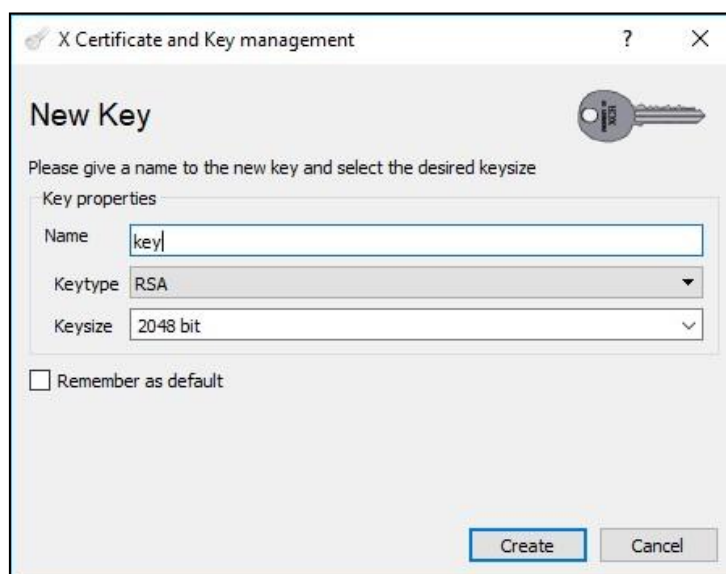 X Certificate and Key management
?
New Key
Please give a name to the new key and select the desired keysize
Key properties
Name key
Keytype RSA
Keysize 2048 bit
Remember as default
Create Cancel